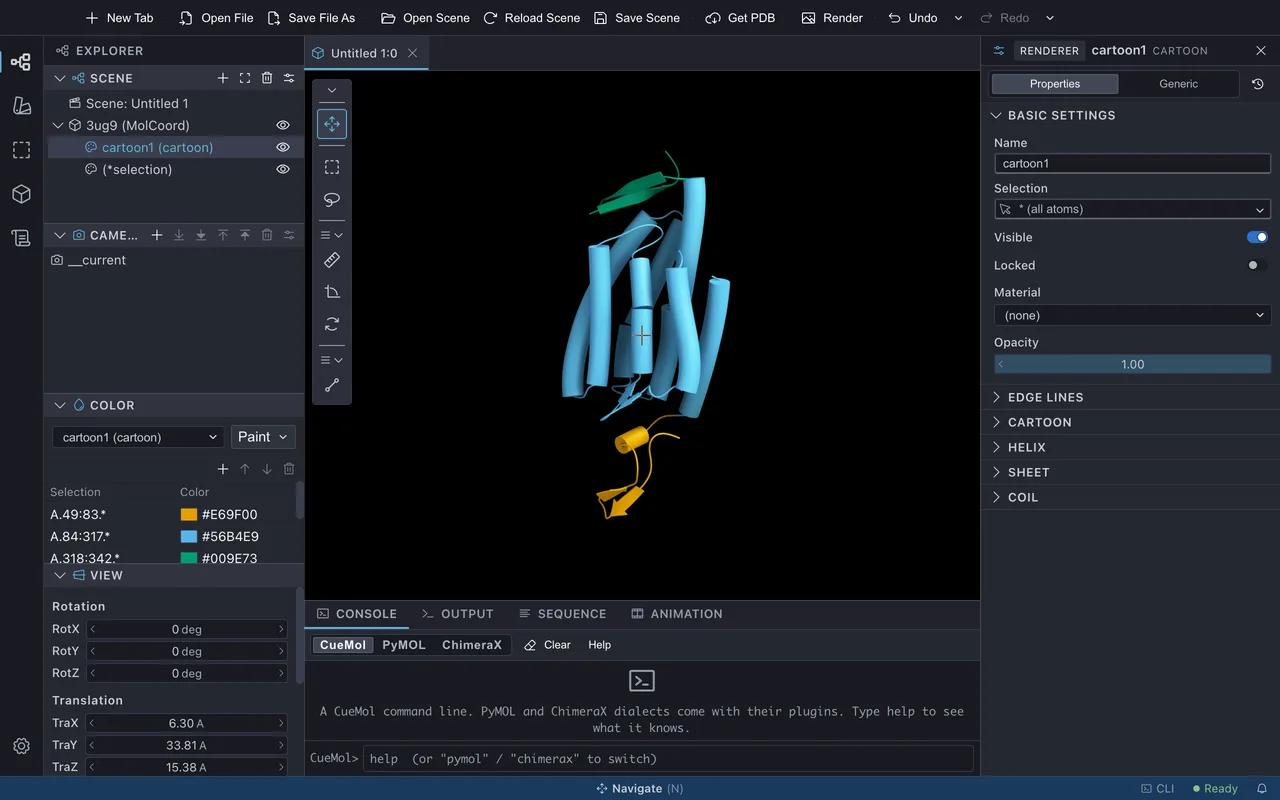 New Tab Open File Save File As Open Scene Reload Scene Save Scene Get PDB Render Undo Redo
EXPLORER
SCENE
Scene: Untitled 1
3ug9 (MolCoord)
cartoon1 (cartoon)
(*selection)
CAME...
__current
COLOR
cartoon1 (cartoon) Paint
Selection Color
A.49:83.* #E69F00
A.84:317.* #56B4E9
A.318:342.* #009E73
VIEW
Rotation
RotX 0 deg
RotY 0 deg
RotZ 0 deg
Translation
TraX 6.30 A
TraY 33.81 A
TraZ 15.38 A
Untitled 1:0
CONSOLE OUTPUT SEQUENCE ANIMATION
CueMol PyMOL ChimeraX Clear Help
A CueMol command line. PyMOL and ChimeraX dialects come with their plugins. Type help to see
what it knows.
CueMol> help (or "pymol" / "chimerax" to switch)
RENDERER cartoon1 CARTOON
Properties Generic
BASIC SETTINGS
Name
cartoon1
Selection
* (all atoms)
Visible
Locked
Material
(none)
Opacity
1.00
EDGE LINES
CARTOON
HELIX
SHEET
COIL
Navigate (N) CLI Ready